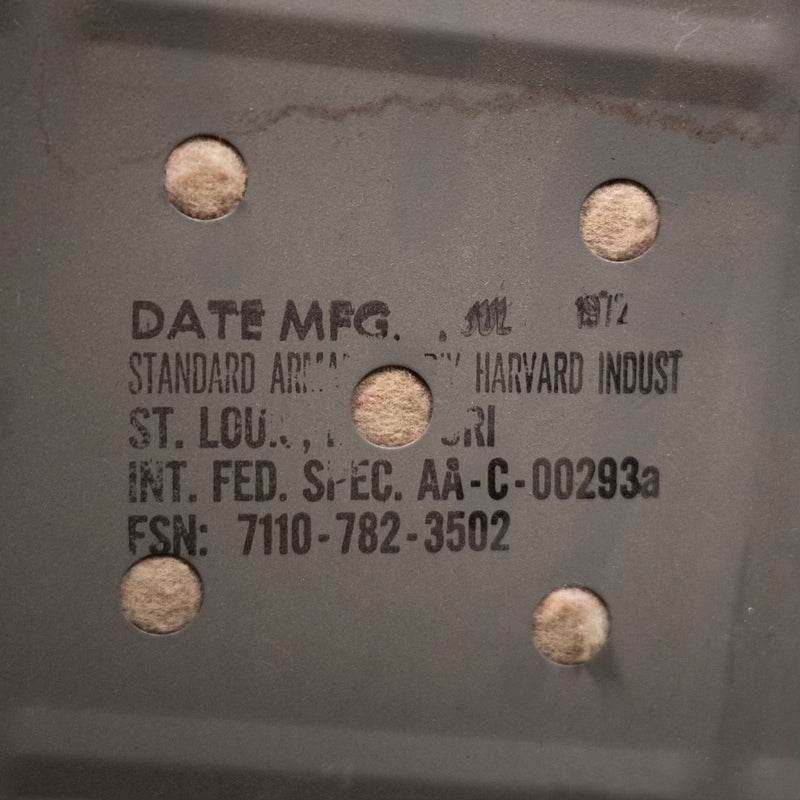 DATE MFG. JUL 1972
STANDARD HARVARD INDUST
ST.
INT. FED. SPEC. AA-C-00293a
FSN: 7110-782-3502